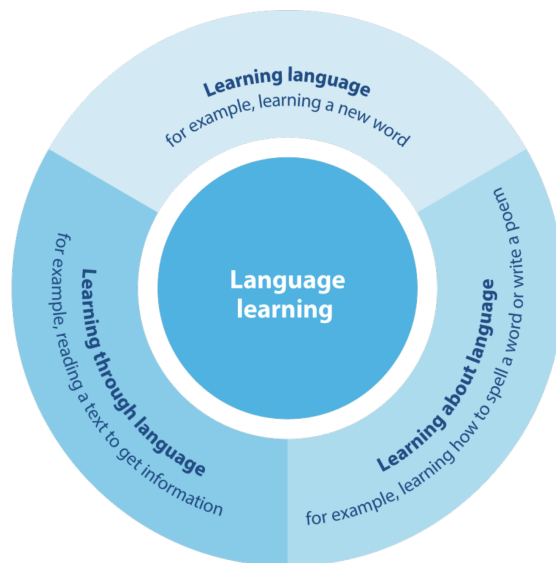 Learning language
for example, learning a new word
Language
learning
Learning through language
for example, reading a text to get information
Learning about language
for example, learning how to spell a word or write a poem